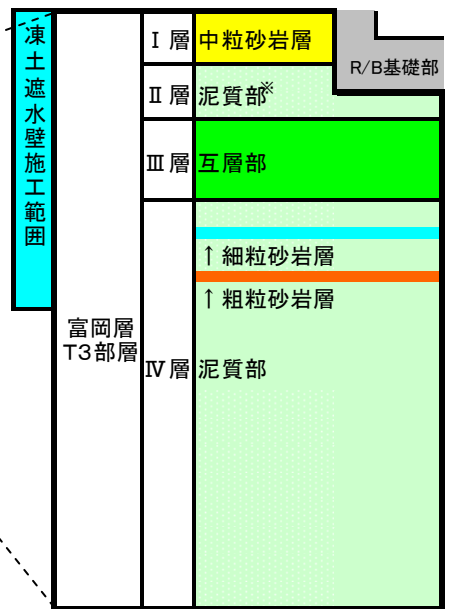 凍土遮水壁施工範囲
富岡層
T3部層
Ⅰ層
中粒砂岩層
R/B基礎部
Ⅱ層
泥質部※
Ⅲ層
互層部
↑細粒砂岩層
↑粗粒砂岩層
Ⅳ層
泥質部